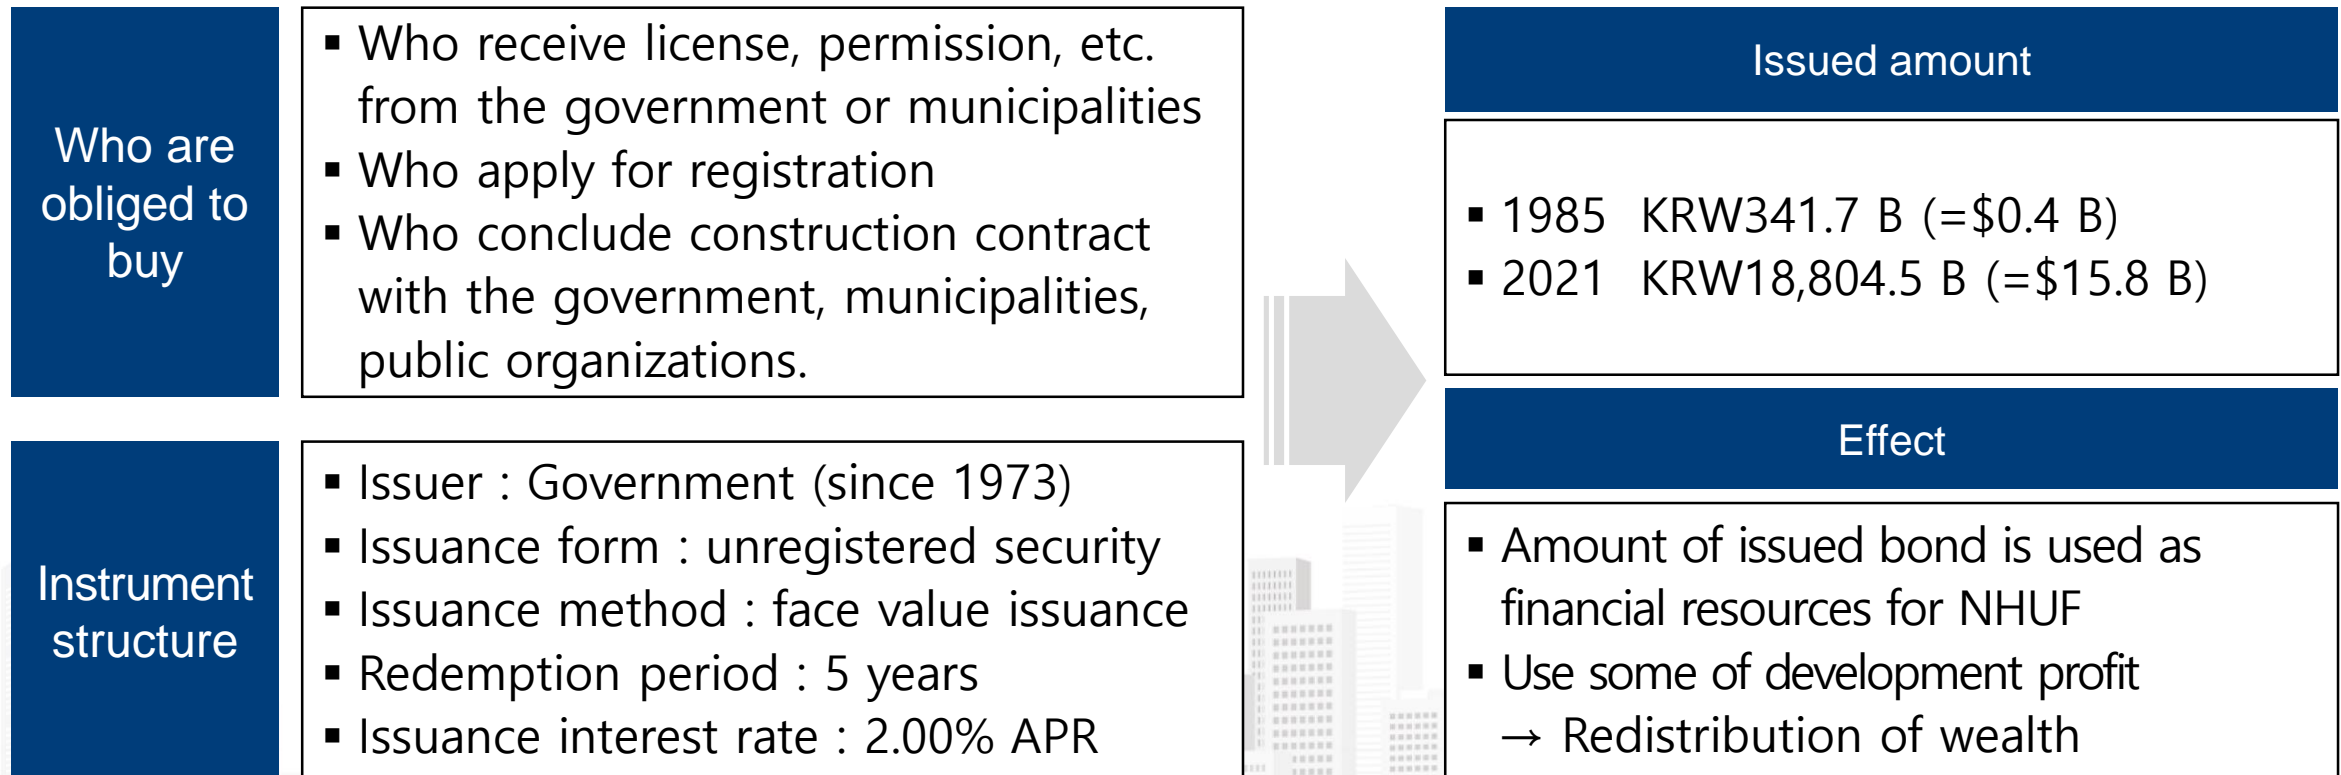 Who are
obliged to
buy
▪ Who receive license, permission, etc.
from the government or municipalities
▪ Who apply for registration
▪ Who conclude construction contract
with the government, municipalities,
public organizations.
Instrument
structure
▪ Issuer : Government (since 1973)
▪ Issuance form : unregistered security
▪ Issuance method : face value issuance
▪ Redemption period : 5 years
▪ Issuance interest rate : 2.00% APR
Issued amount
▪ 1985 KRW341.7 B (=$0.4 B)
▪ 2021 KRW18,804.5 B (=$15.8 B)
Effect
▪ Amount of issued bond is used as
financial resources for NHUF
▪ Use some of development profit
→ Redistribution of wealth